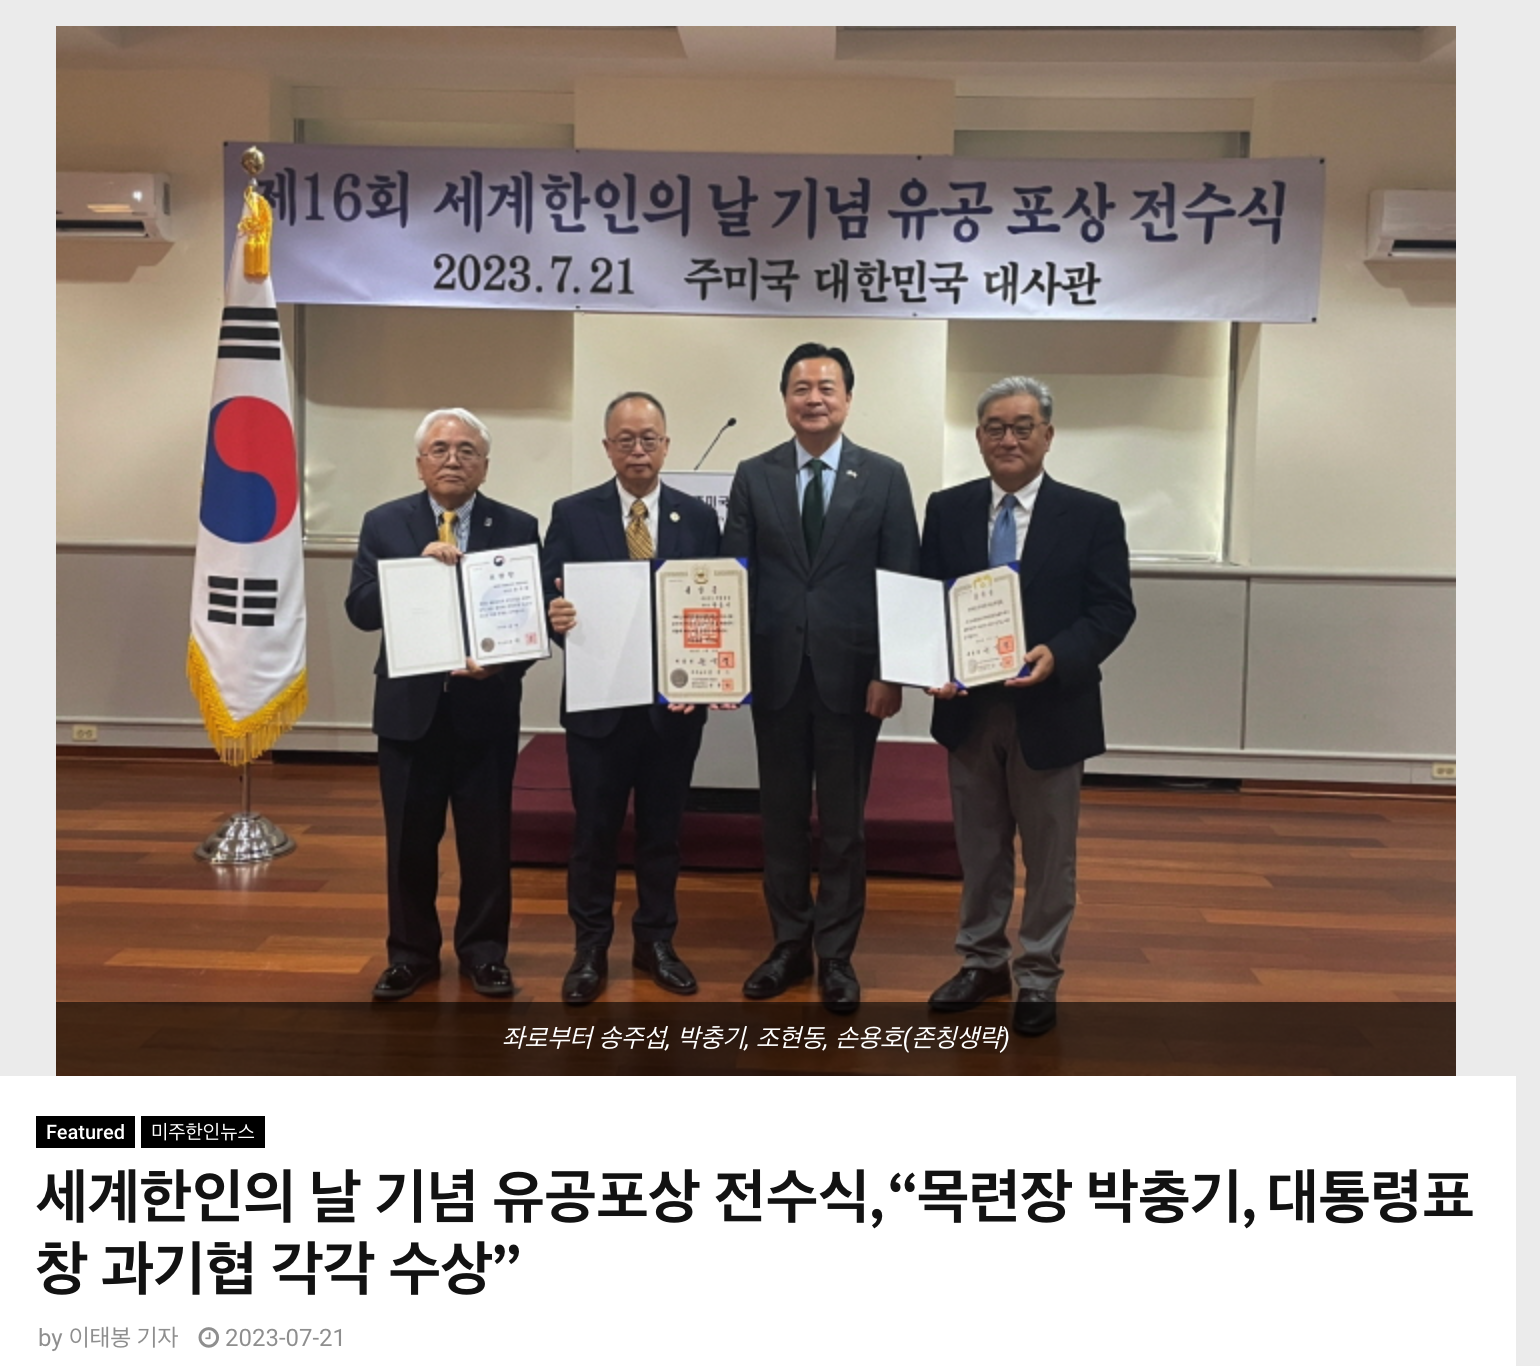 제16회 세계한인의 날 기념 유공 포상 전수식
2023.7.21 주미국 대한민국 대사관
좌로부터 송주섭, 박충기, 조현동, 손용호(존칭생략)
Featured 미주한인뉴스
세계한인의 날 기념 유공포상 전수식, “목련장 박충기, 대통령표
창 과기협 각각 수상”
by 이태봉 기자 2023-07-21